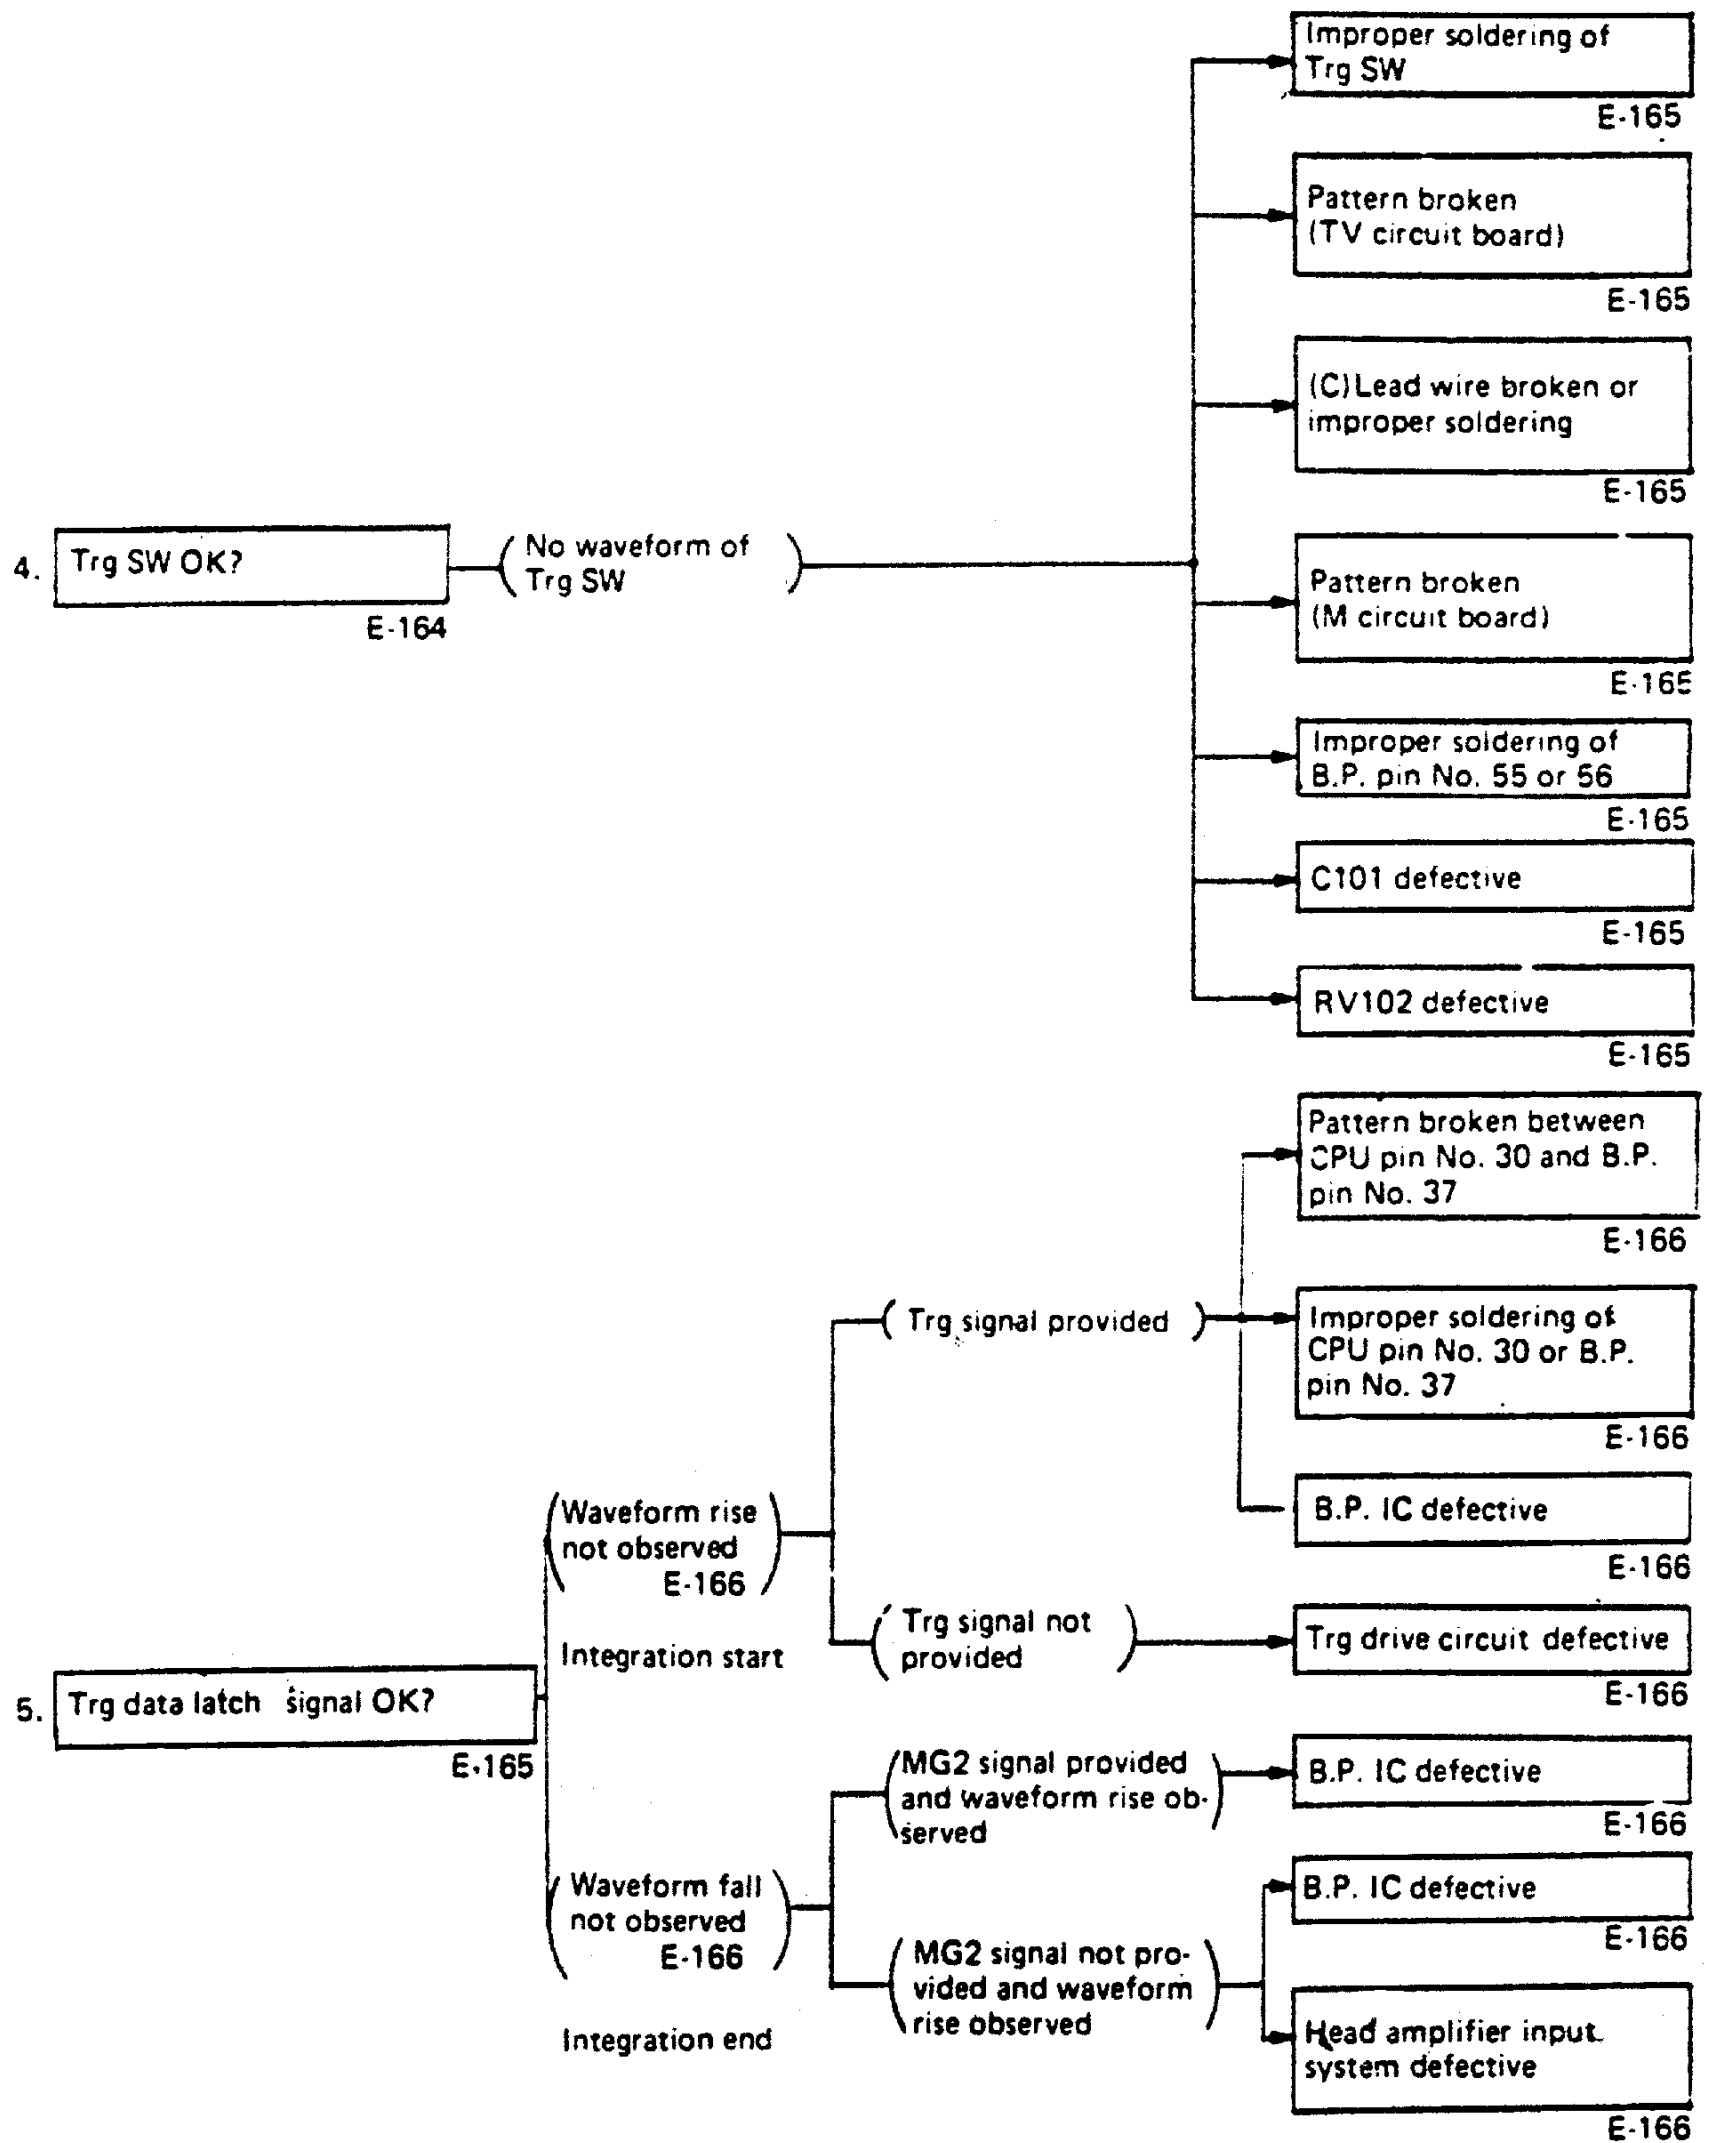 Improper soldering of
Trg SW
E-165
Pattern broken
(TV circuit board)
E-165
(C)Lead wire broken or
improper soldering
E-165
4.
Trg SW OK?
E-164
No waveform of
Trg SW
Pattern broken
(M circuit board)
E-165
Improper soldering of
B.P. pin No. 55 or 56
E-165
C101 defective
E-165
RV102 defective
E-165
Pattern broken between
CPU pin No. 30 and B.P.
pin No. 37
E-166
Trg signal provided
Improper soldering of
CPU pin No. 30 or B.P.
pin No. 37
E-166
Waveform rise
not observed
E-166
B.P. IC defective
E-166
Integration start
Trg signal not
provided
Trg drive circuit defective
E-166
5.
Trg data latch signal OK?
E-165
MG2 signal provided
and waveform rise ob-
served
B.P. IC defective
E-166
Waveform fall
not observed
E-166
Integration end
MG2 signal not pro-
vided and waveform
rise observed
B.P. IC defective
E-166
Head amplifier input
system defective
E-166